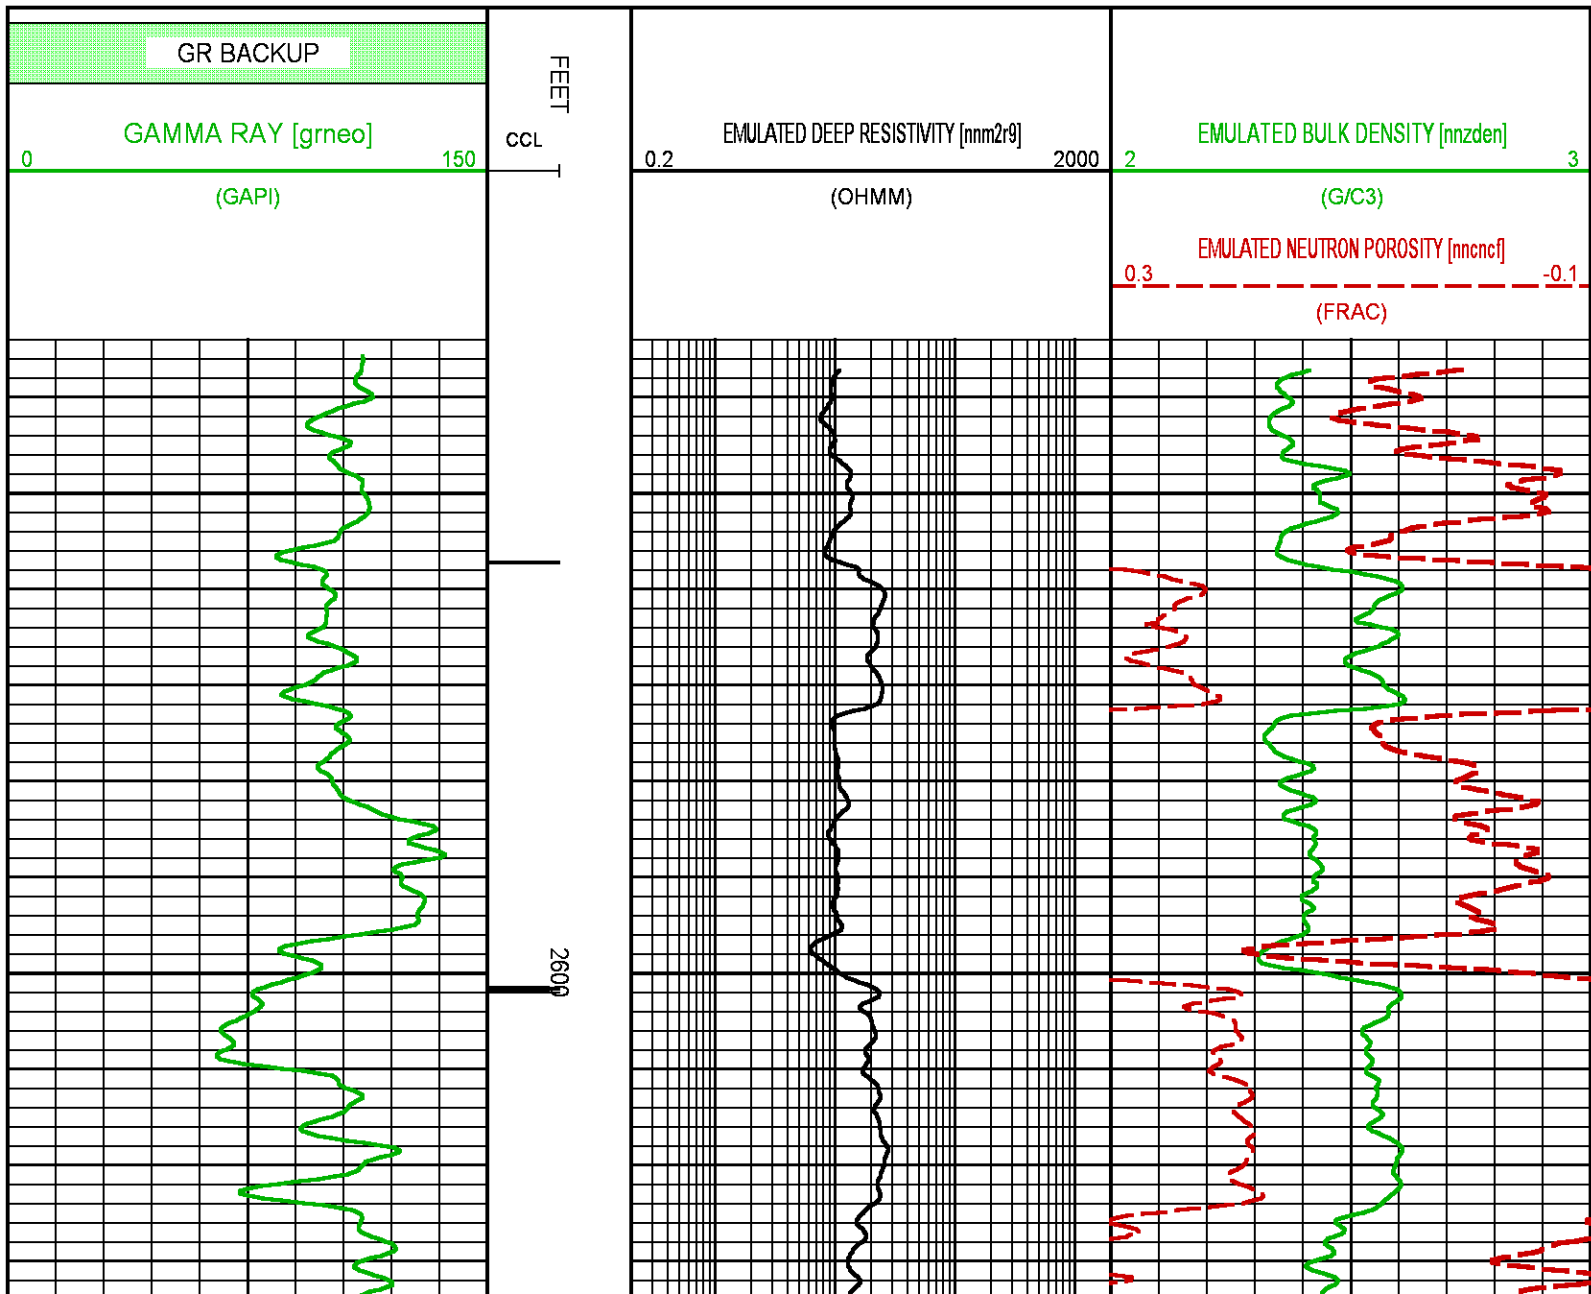 GR BACKUP
GAMMA RAY [grneo]
0 150
(GAPI)
FEET
CCL
2600
EMULATED DEEP RESISTIVITY [nnm2r9]
0.2 2000
(OHMM)
EMULATED BULK DENSITY [nnzden]
2 3
(G/C3)
EMULATED NEUTRON POROSITY [nncncf]
0.3 -0.1
(FRAC)